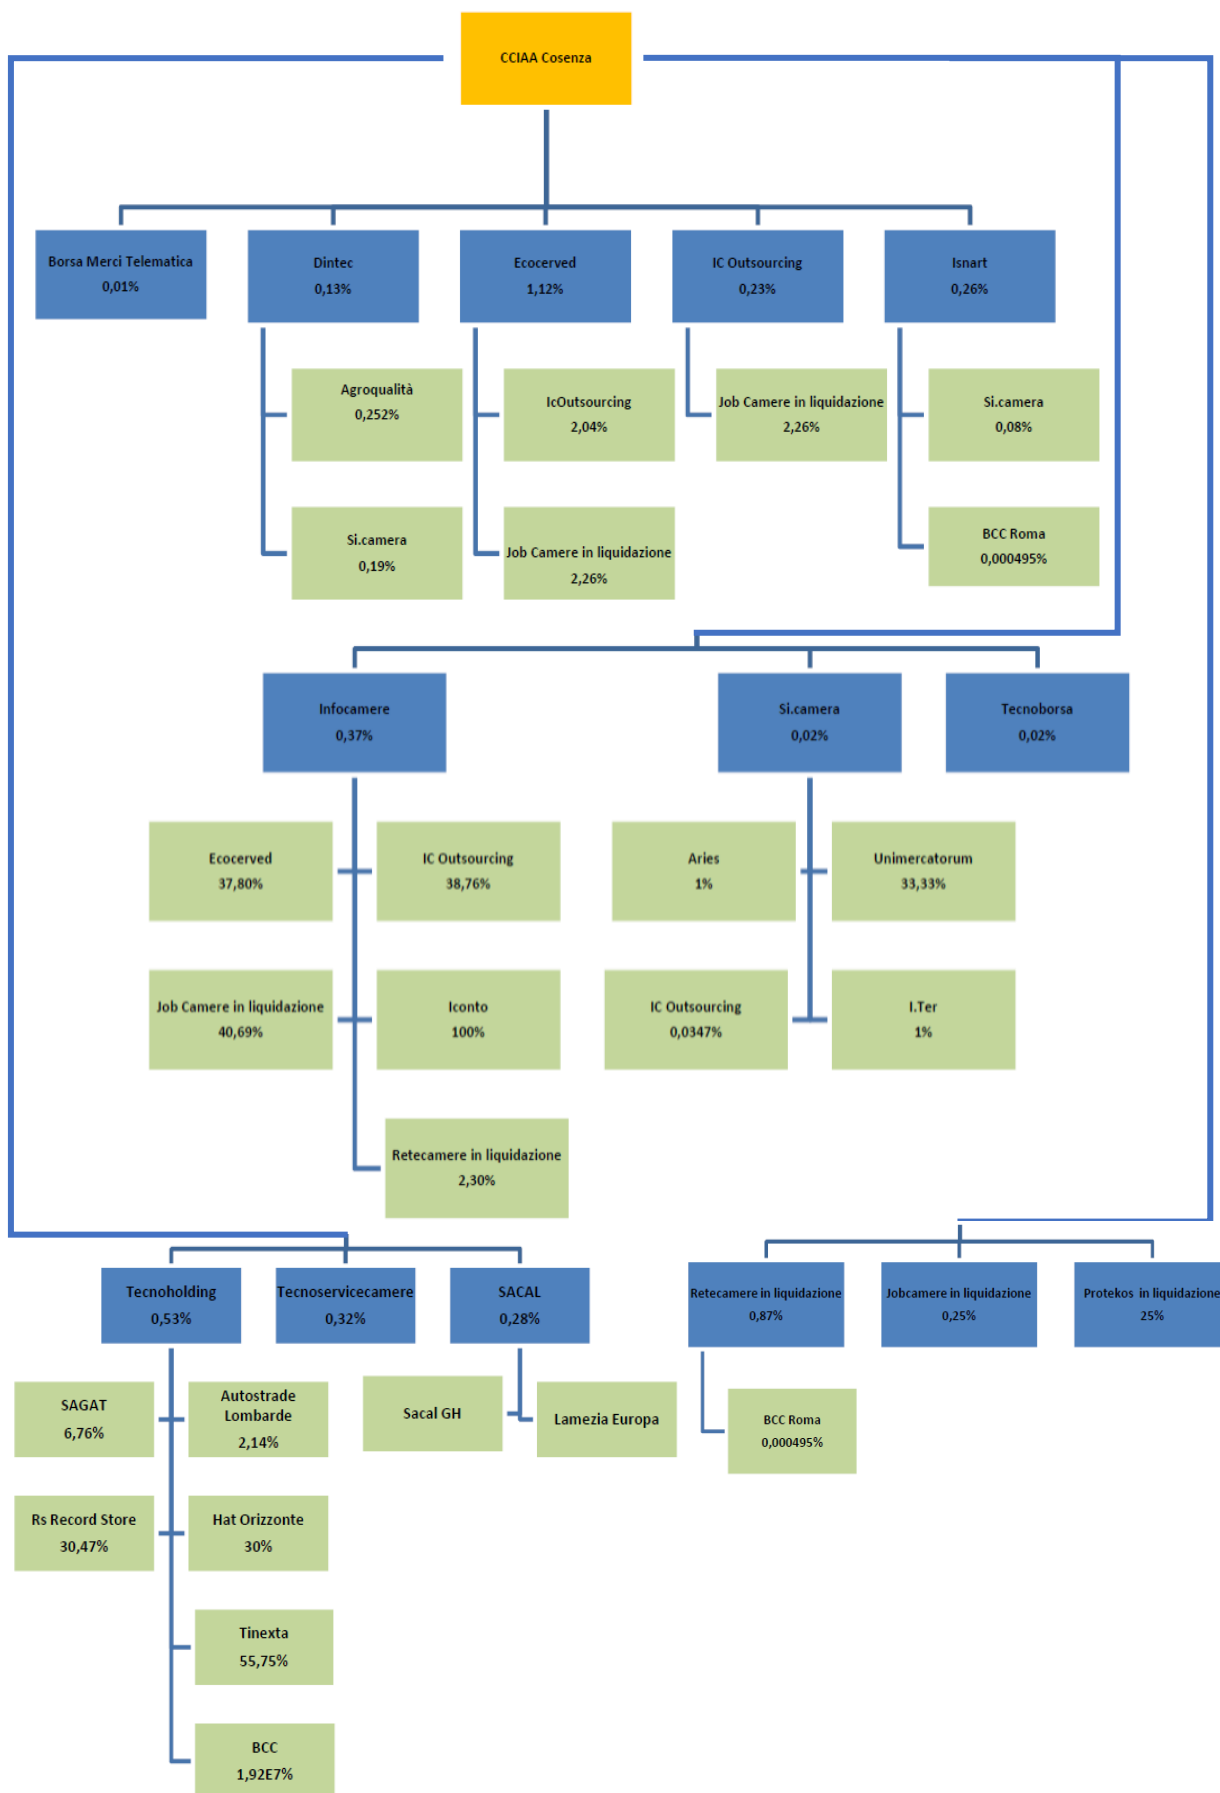 CCIAA Cosenza
Borsa Merci Telematica
0,01%
Dintec
0,13%
Ecocerved
1,12%
IC Outsourcing
0,23%
Isnart
0,26%
Agroqualità
0,252%
IcOutsourcing
2,04%
Job Camere in liquidazione
2,26%
Si.camera
0,08%
Si.camera
0,19%
Job Camere in liquidazione
2,26%
BCC Roma
0,000495%
Infocamere
0,37%
Si.camera
0,02%
Tecnoborsa
0,02%
Ecocerved
37,80%
IC Outsourcing
38,76%
Aries
1%
Unimercatorum
33,33%
Job Camere in liquidazione
40,69%
Iconto
100%
IC Outsourcing
0,0347%
I.Ter
1%
Retecamere in liquidazione
2,30%
Tecnoholding
0,53%
Tecnoservicecamere
0,32%
SACAL
0,28%
Retecamere in liquidazione
0,87%
Jobcamere in liquidazione
0,25%
Protekos in liquidazione
25%
SAGAT
6,76%
Autostrade
Lombarde
2,14%
Sacal GH
Lamezia Europa
BCC Roma
0,000495%
Rs Record Store
30,47%
Hat Orizzonte
30%
Tinexta
55,75%
BCC
1,92E7%